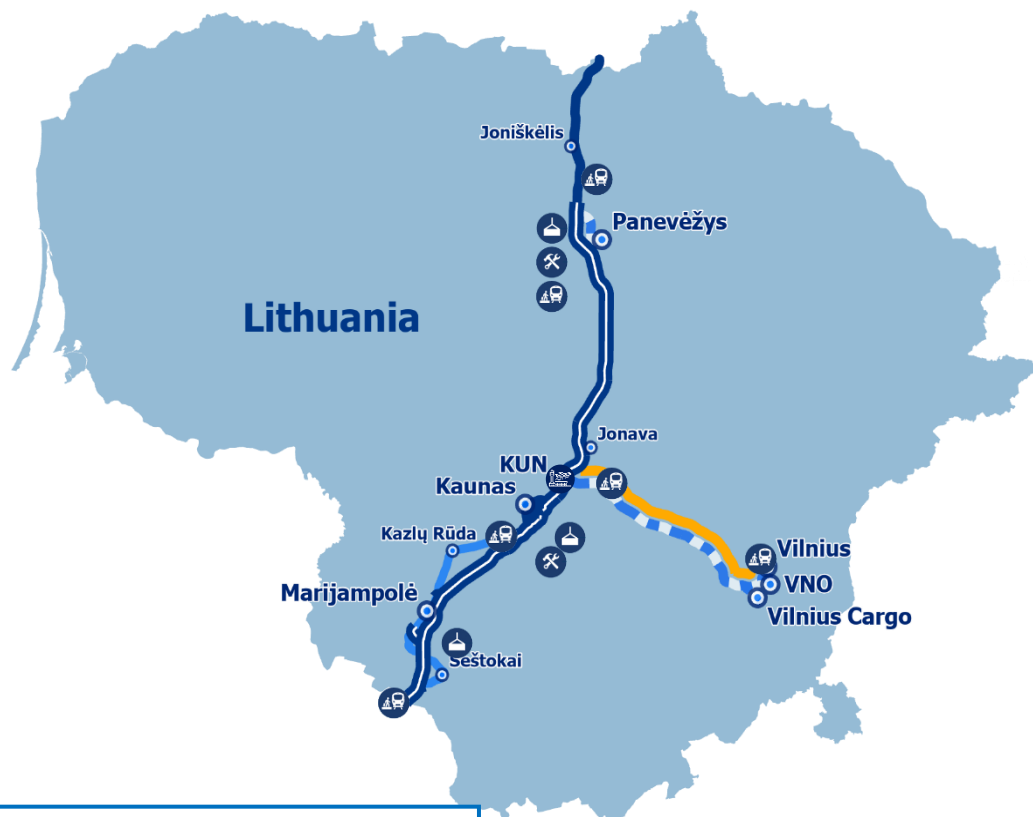 Joniškėlis
Panevėžys
Lithuania
Jonava
KUN
Kaunas
Kazlų Rūda
Vilnius
VNO
Marijampolė
Vilnius Cargo
Šeštokai